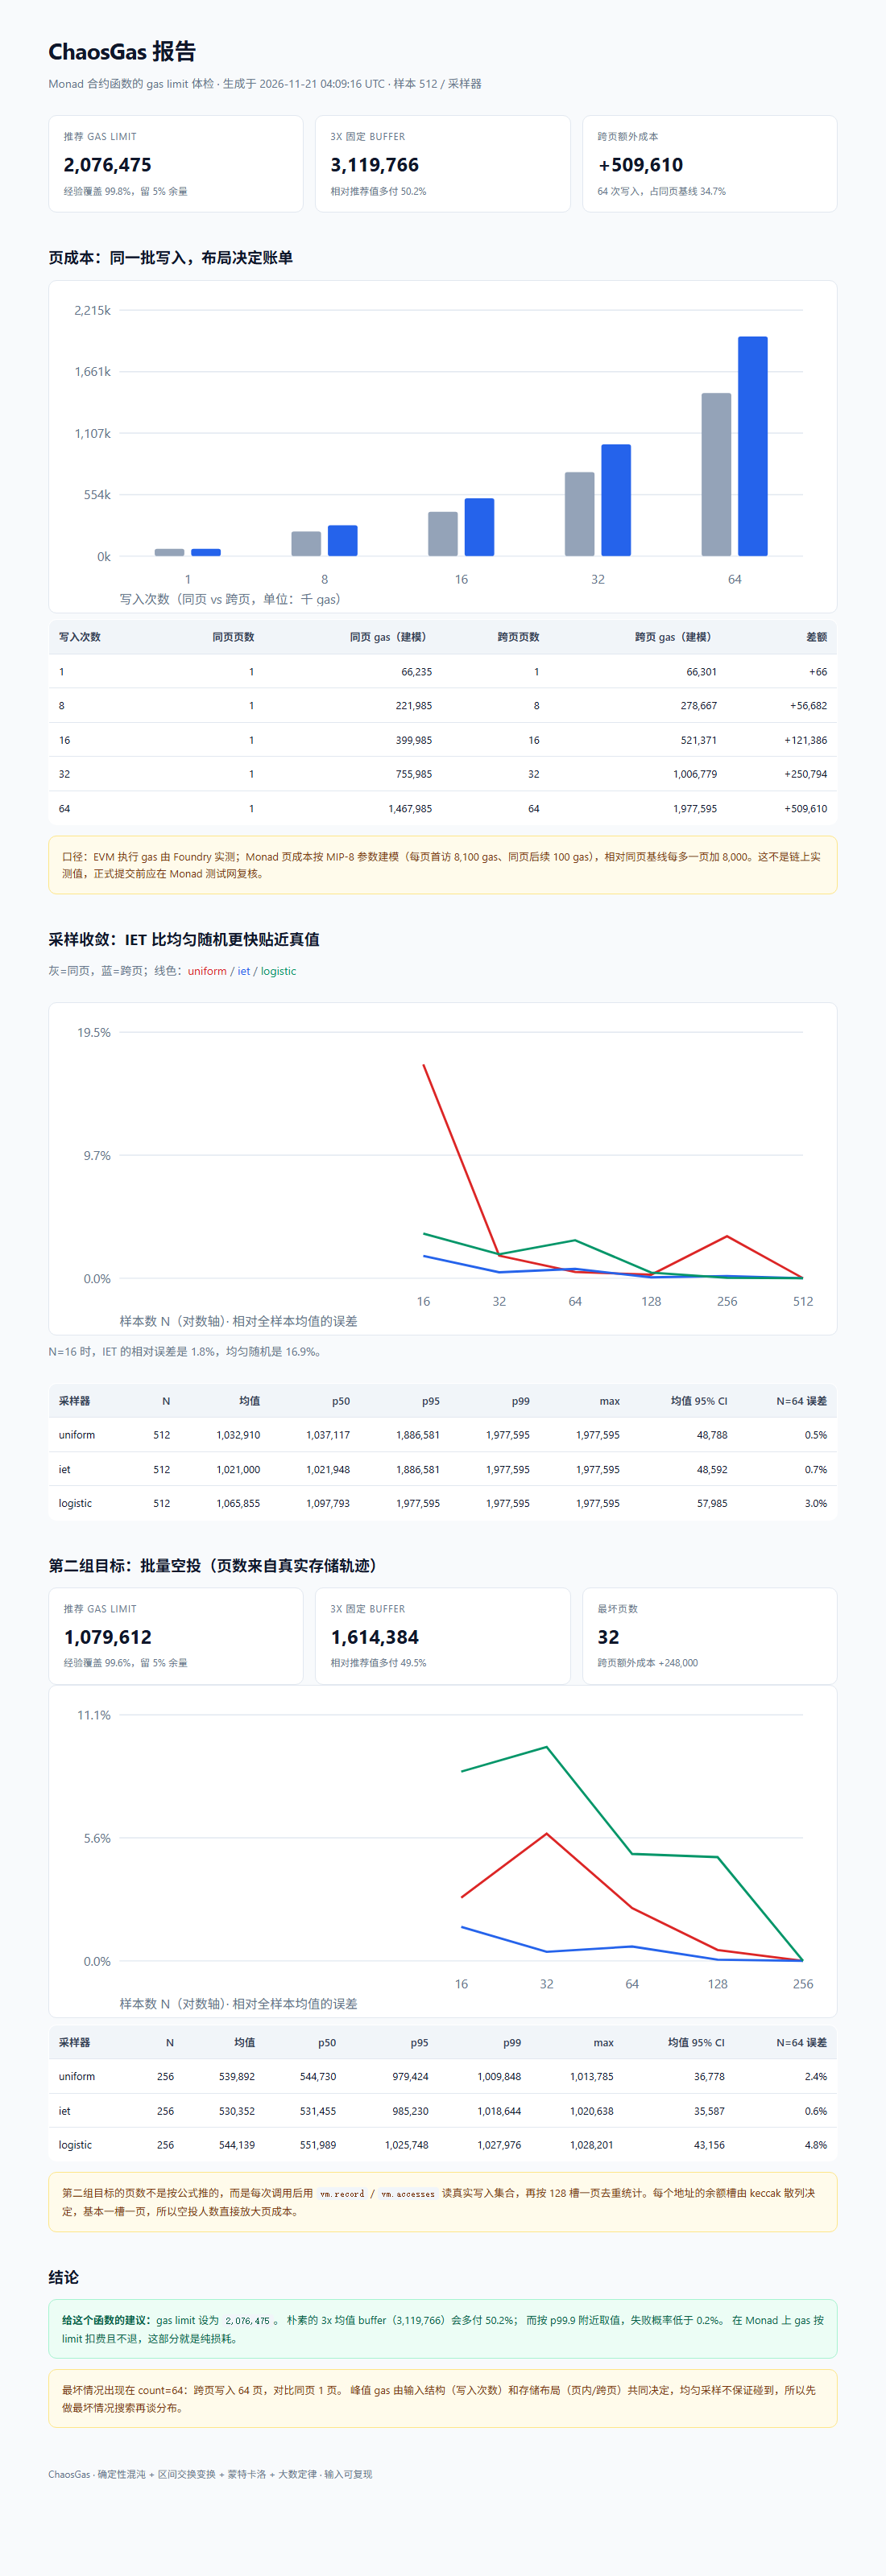 ChaosGas 报告
Monad 合约函数的 gas limit 体检 · 生成于 2026-11-21 04:09:16 UTC · 样本 512 / 采样器
推荐 GAS LIMIT
2,076,475
经验覆盖 99.8%，留 5% 余量
3X 固定 BUFFER
3,119,766
相对推荐值多付 50.2%
跨页额外成本
+509,610
64 次写入，占同页基线 34.7%
页成本：同一批写入，布局决定账单
2,215k
1,661k
1,107k
554k
0k
1 8 16 32 64
写入次数（同页 vs 跨页，单位：千 gas）
写入次数 同页页数 同页 gas（建模） 跨页页数 跨页 gas（建模） 差额
1 1 66,235 1 66,301 +66
8 1 221,985 8 278,667 +56,682
16 1 399,985 16 521,371 +121,386
32 1 755,985 32 1,006,779 +250,794
64 1 1,467,985 64 1,977,595 +509,610
口径：EVM 执行 gas 由 Foundry 实测；Monad 页成本按 MIP-8 参数建模（每页首访 8,100 gas、同页后续 100 gas），相对同页基线每多一页加 8,000。这不是链上实
测值，正式提交前应在 Monad 测试网复核。
采样收敛：IET 比均匀随机更快贴近真值
灰=同页，蓝=跨页；线色：uniform / iet / logistic
19.5%
9.7%
0.0%
16 32 64 128 256 512
样本数 N（对数轴）· 相对全样本均值的误差
N=16 时，IET 的相对误差是 1.8%，均匀随机是 16.9%。
采样器 N 均值 p50 p95 p99 max 均值 95% CI N=64 误差
uniform 512 1,032,910 1,037,117 1,886,581 1,977,595 1,977,595 48,788 0.5%
iet 512 1,021,000 1,021,948 1,886,581 1,977,595 1,977,595 48,592 0.7%
logistic 512 1,065,855 1,097,793 1,977,595 1,977,595 1,977,595 57,985 3.0%
第二组目标：批量空投（页数来自真实存储轨迹）
推荐 GAS LIMIT
1,079,612
经验覆盖 99.6%，留 5% 余量
3X 固定 BUFFER
1,614,384
相对推荐值多付 49.5%
最坏页数
32
跨页额外成本 +248,000
11.1%
5.6%
0.0%
16 32 64 128 256
样本数 N（对数轴）· 相对全样本均值的误差
采样器 N 均值 p50 p95 p99 max 均值 95% CI N=64 误差
uniform 256 539,892 544,730 979,424 1,009,848 1,013,785 36,778 2.4%
iet 256 530,352 531,455 985,230 1,018,644 1,020,638 35,587 0.6%
logistic 256 544,139 551,989 1,025,748 1,027,976 1,028,201 43,156 4.8%
第二组目标的页数不是按公式推的，而是每次调用后用 vm.record / vm.accesses 读真实写入集合，再按 128 槽一页去重统计。每个地址的余额槽由 keccak 散列决
定，基本一槽一页，所以空投人数直接放大页成本。
结论
给这个函数的建议：gas limit 设为 2,076,475 。 朴素的 3x 均值 buffer（3,119,766）会多付 50.2%； 而按 p99.9 附近取值，失败概率低于 0.2%。 在 Monad 上 gas 按
limit 扣费且不退，这部分就是纯损耗。
最坏情况出现在 count=64：跨页写入 64 页，对比同页 1 页。 峰值 gas 由输入结构（写入次数）和存储布局（页内/跨页）共同决定，均匀采样不保证碰到，所以先
做最坏情况搜索再谈分布。
ChaosGas · 确定性混沌 + 区间交换变换 + 蒙特卡洛 + 大数定律 · 输入可复现